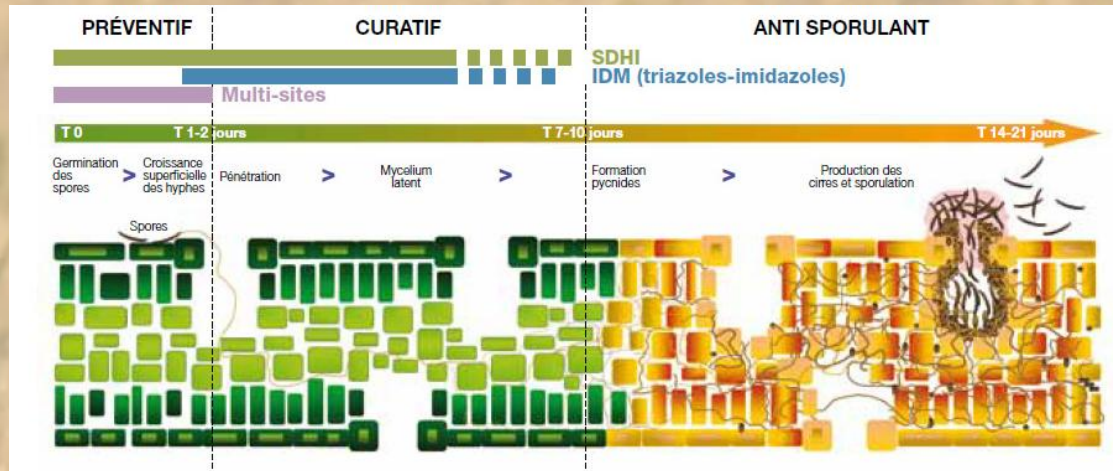 PRÉVENTIF
CURATIF
ANTI SPORULANT
SDHI
IDM (triazoles-imidazoles)
Multi-sites
T 0
T 1-2 jours
T 7-10 jours
T 14-21 jours
Germination
des
spores
>
Croissance
superficielle
des hyphes
Pénétration
>
Mycelium
latent
>
Formation
pycnides
>
Production des
cirres et sporulation
Spores